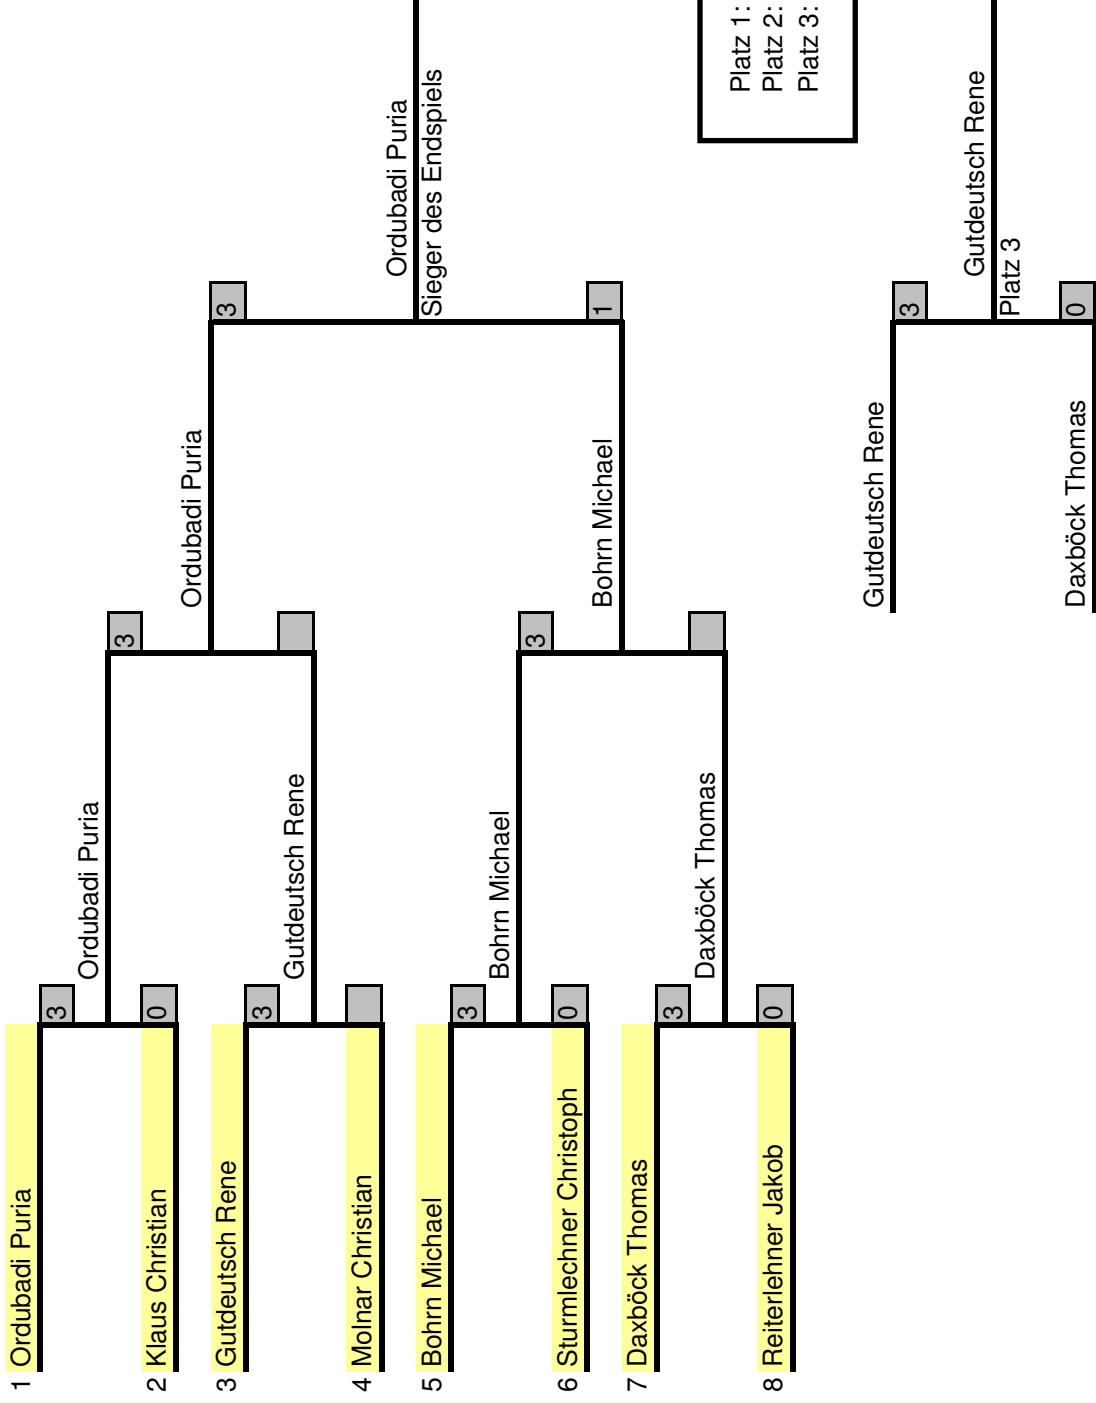 1 Ordubadi Puria
3
Ordubadi Puria
2 Klaus Christian
0
3
Ordubadi Puria
3 Gutdeutsch Rene
3
Gutdeutsch Rene
4 Molnar Christian
3
Ordubadi Puria
Sieger des Endspiels
5 Bohrn Michael
3
Bohrn Michael
6 Sturmlechner Christoph
0
3
Bohrn Michael
1
7 Daxböck Thomas
3
Daxböck Thomas
8 Reiterlehner Jakob
0
Platz 1:
Platz 2:
Platz 3:
Gutdeutsch Rene
3
Gutdeutsch Rene
Platz 3
Daxböck Thomas
0